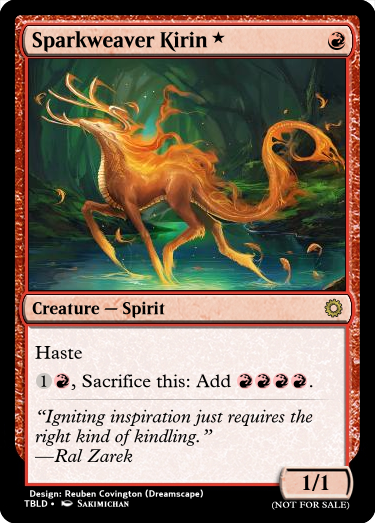 Sparkweaver Kirin ★
Creature — Spirit
Haste
1, Sacrifice this: Add .
“Igniting inspiration just requires the
right kind of kindling.”
—Ral Zarek
1/1
Design: Reuben Covington (Dreamscape)
TBLD • Sakimichan
(NOT FOR SALE)